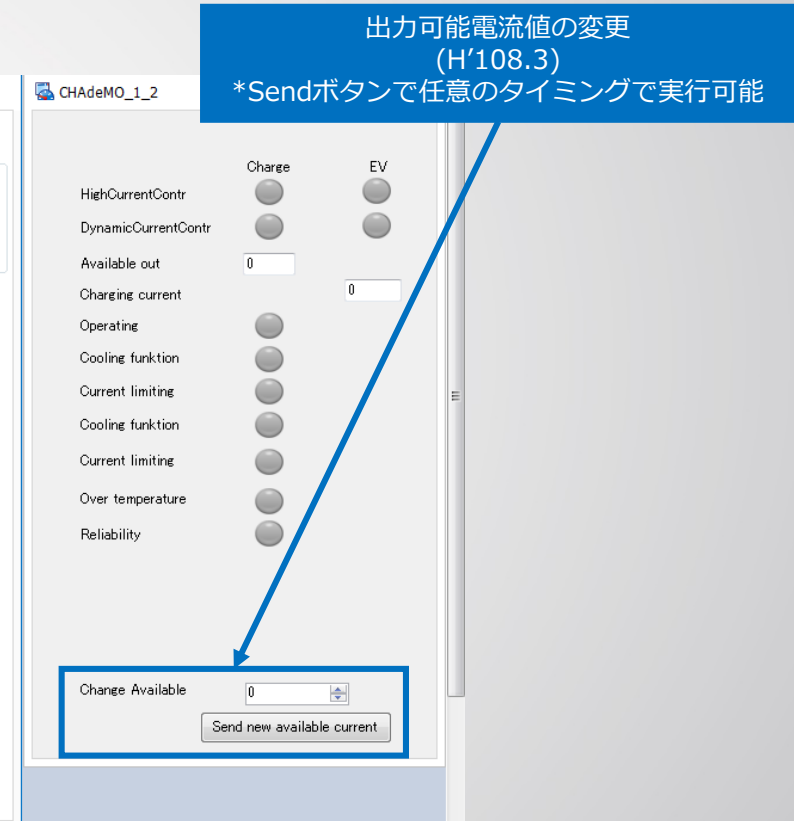 出力可能電流値の変更
(H’108.3)
*Sendボタンで任意のタイミングで実行可能
CHAdeMO_1_2
Charge EV
HighCurrentContr
DynamicCurrentContr
Available out 0
Charging current 0
Operating
Cooling funktion
Current limiting
Cooling funktion
Current limiting
Over temperature
Reliability
Change Available 0
Send new available current